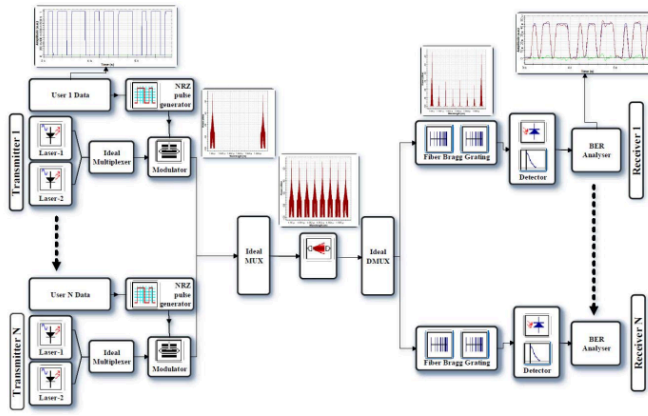 User 1 Data
NRZ
pulse
generator
Transmitter 1
Laser-1
Laser-2
Ideal
Multiplexer
Modulator
Ideal
MUX
Ideal
DMUX
Fiber Bragg Grating
Detector
BER
Analyser
Receiver 1
User N Data
NRZ
pulse
generator
Transmitter N
Laser-1
Laser-2
Ideal
Multiplexer
Modulator
Fiber Bragg Grating
Detector
BER
Analyser
Receiver N